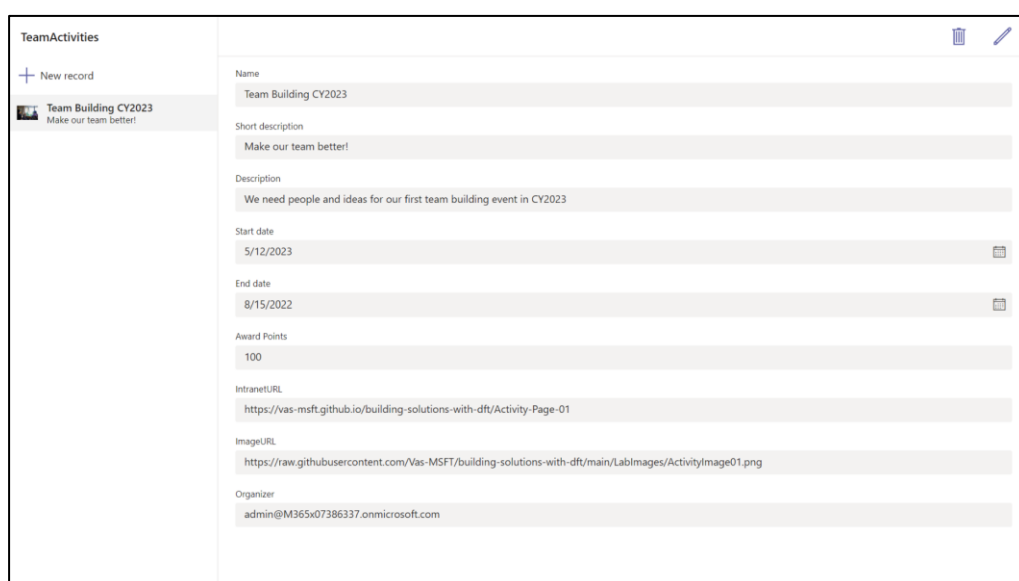 TeamActivities
New record
Team Building CY2023
Make our team better!
Name
Team Building CY2023
Short description
Make our team better!
Description
We need people and ideas for our first team building event in CY2023
Start date
5/12/2023
End date
8/15/2022
Award Points
100
IntranetURL
https://vas-msft.github.io/building-solutions-with-dft/Activity-Page-01
ImageURL
https://raw.githubusercontent.com/Vas-MSFT/building-solutions-with-dft/main/LabImages/ActivityImage01.png
Organizer
admin@M365x07386337.onmicrosoft.com